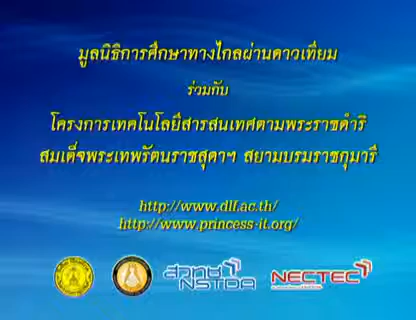 มูลนิธิการศึกษาทางไกลผ่านดาวเทียม
ร่วมกับ
โครงการเทคโนโลยีสารสนเทศตามพระราชดำริ
สมเด็จพระเทพรัตนราชสุดาฯ สยามบรมราชกุมารี
http://www.dlf.ac.th/
http://www.princess-it.org/
สวทช NECTEC
NSTDA